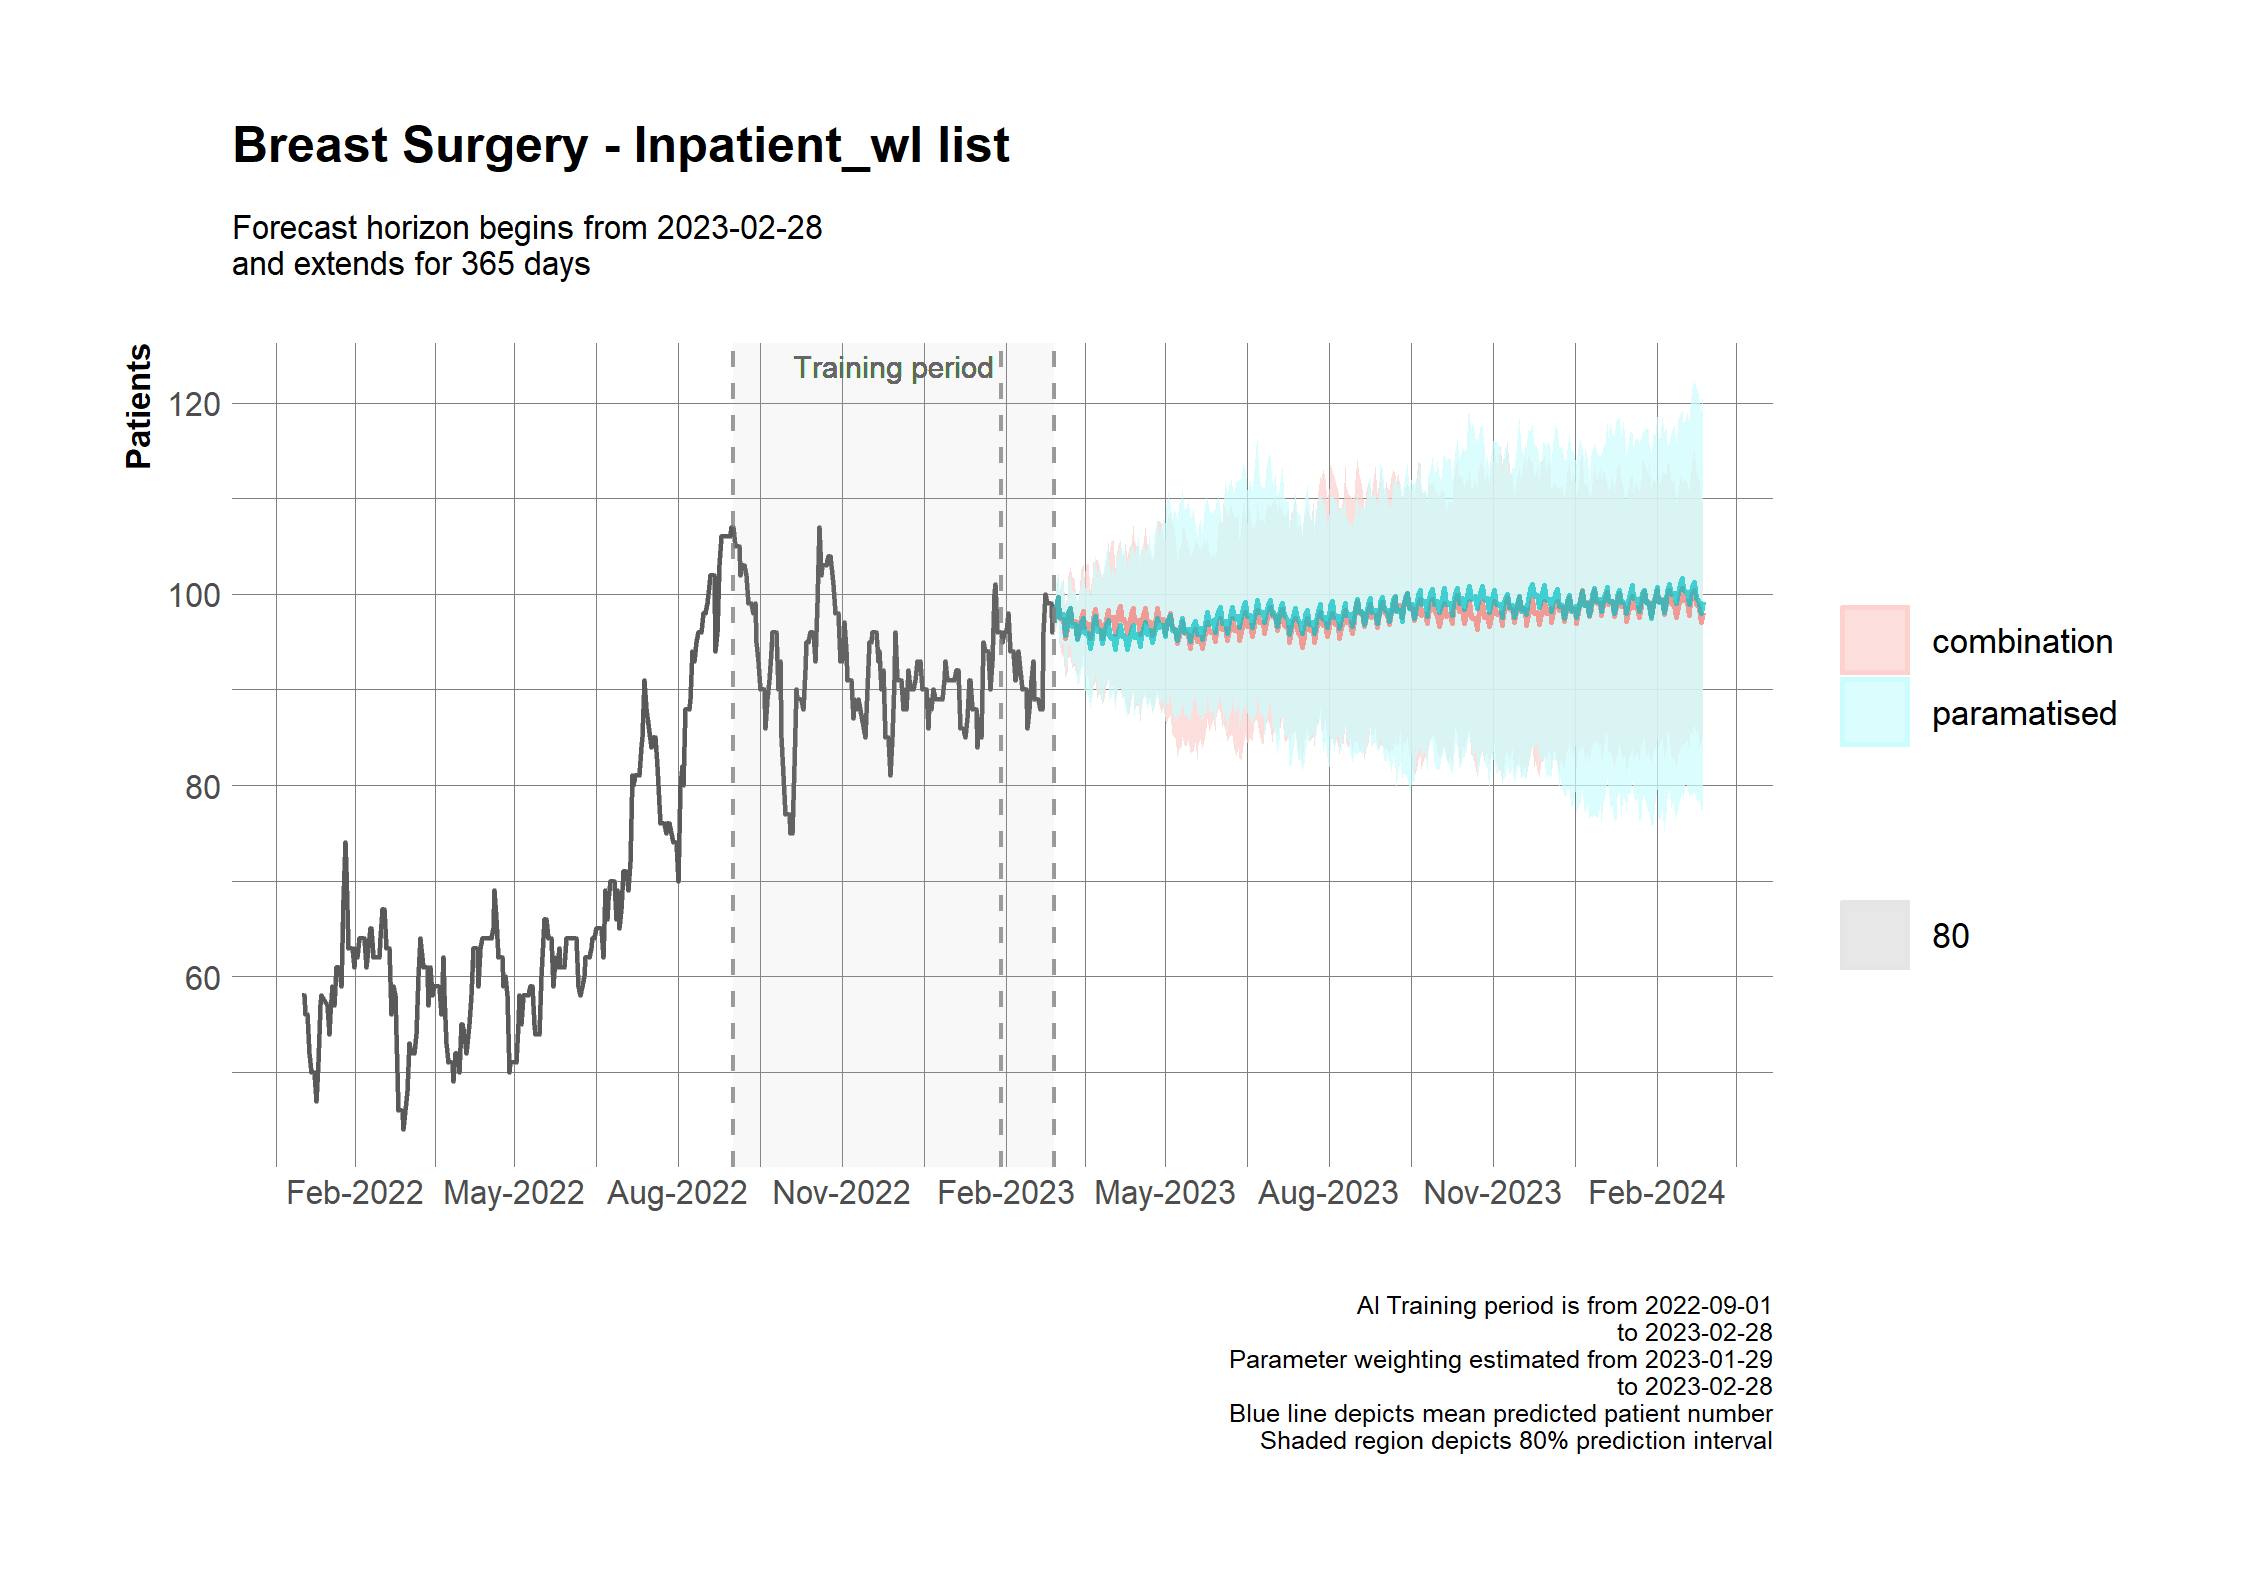 Breast Surgery - Inpatient_wl list
Forecast horizon begins from 2023-02-28
and extends for 365 days
Patients
Training period
120
100
80
60
Feb-2022 May-2022 Aug-2022 Nov-2022 Feb-2023 May-2023 Aug-2023 Nov-2023 Feb-2024
combination
paramatised
80
AI Training period is from 2022-09-01
to 2023-02-28
Parameter weighting estimated from 2023-01-29
to 2023-02-28
Blue line depicts mean predicted patient number
Shaded region depicts 80% prediction interval